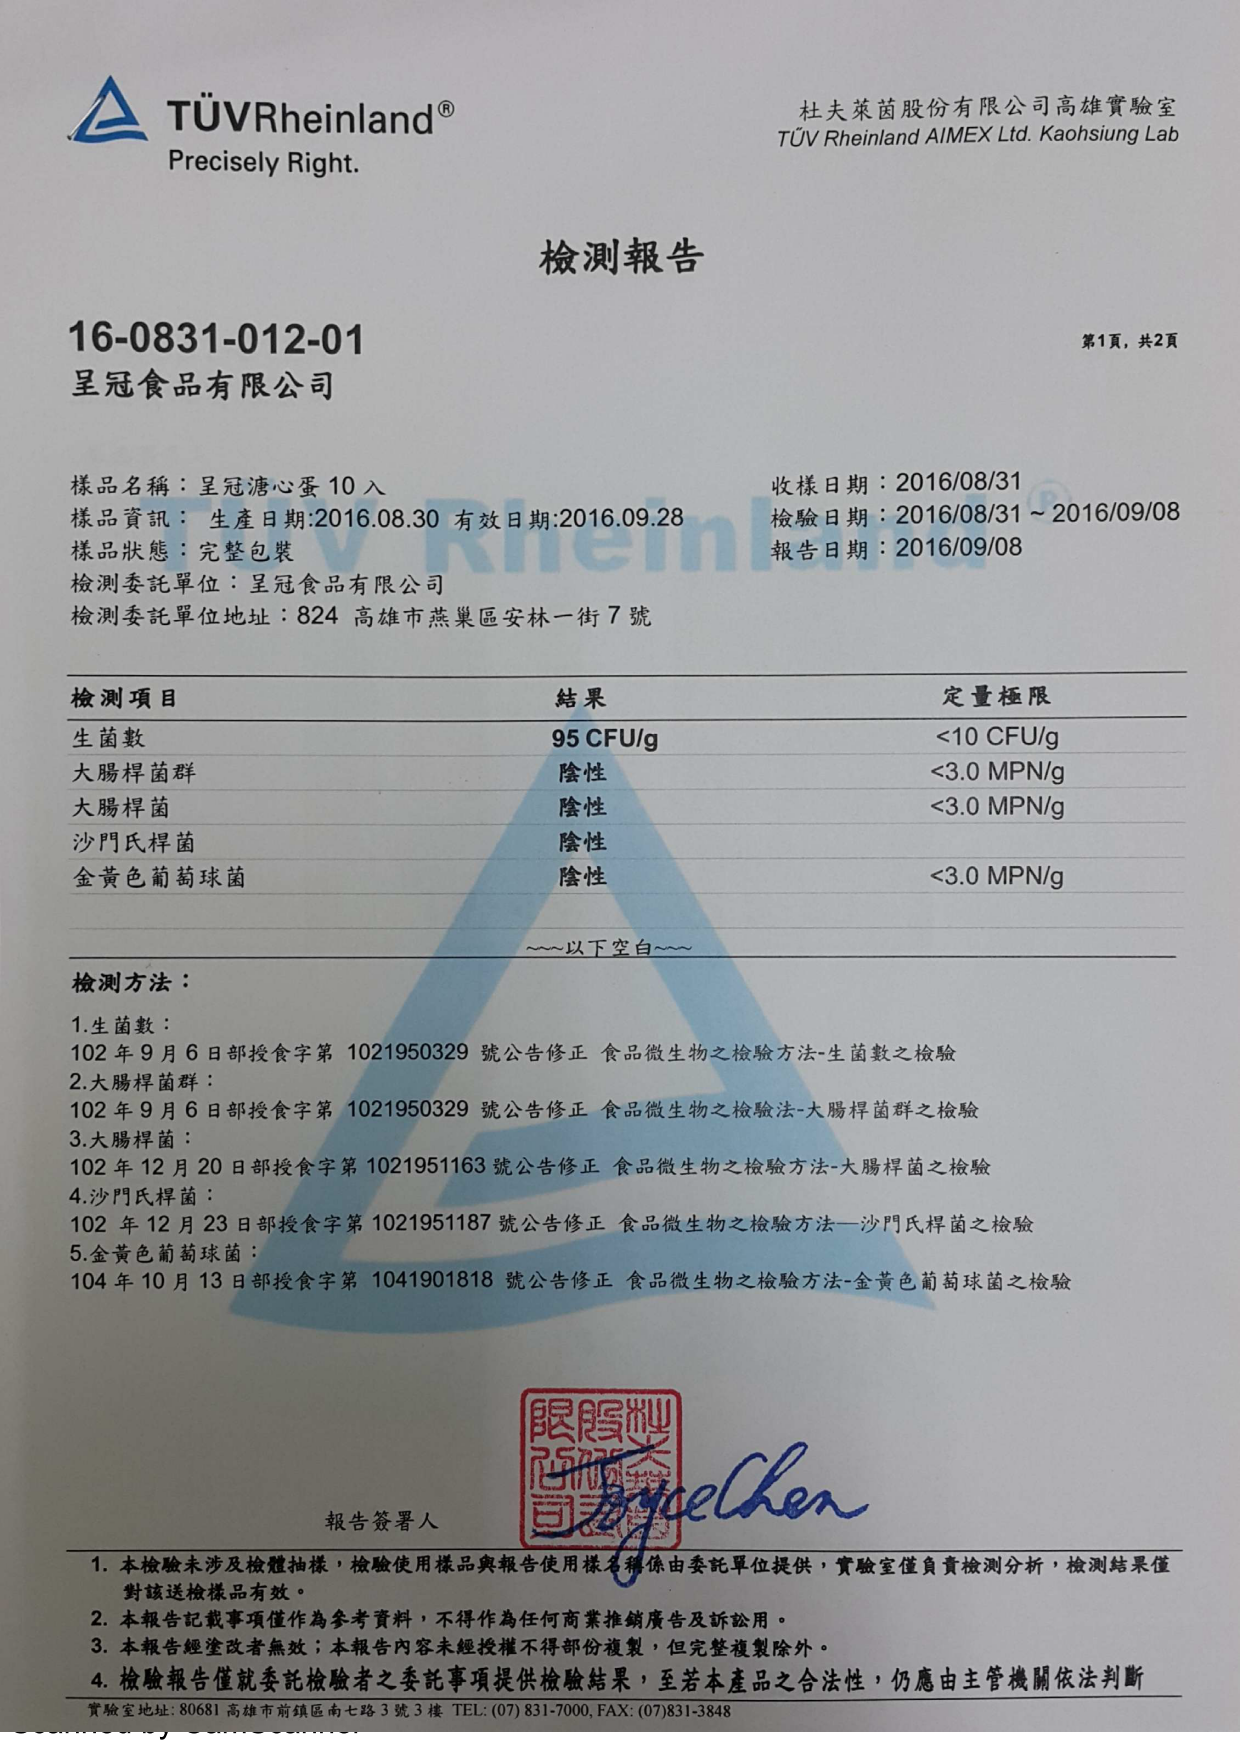 TÜVRheinland®
Precisely Right.
杜夫萊茵股份有限公司高雄實驗室
TÜV Rheinland AIMEX Ltd. Kaohsiung Lab
檢測報告
16-0831-012-01
第1頁, 共2頁
呈冠食品有限公司
TÜV Rheinland®
樣品名稱：呈冠溏心蛋 10 入
收樣日期：2016/08/31
樣品資訊： 生產日期:2016.08.30 有效日期:2016.09.28
檢驗日期：2016/08/31 ~ 2016/09/08
樣品狀態：完整包裝
報告日期：2016/09/08
檢測委託單位：呈冠食品有限公司
檢測委託單位地址：824 高雄市燕巢區安林一街 7 號
檢測項目 結果 定量極限
生菌數 95 CFU/g <10 CFU/g
大腸桿菌群 陰性 <3.0 MPN/g
大腸桿菌 陰性 <3.0 MPN/g
沙門氏桿菌 陰性
金黃色葡萄球菌 陰性 <3.0 MPN/g
~~~以下空白~~~
檢測方法：
1.生菌數：
102 年 9 月 6 日部授食字第 1021950329 號公告修正 食品微生物之檢驗方法-生菌數之檢驗
2.大腸桿菌群：
102 年 9 月 6 日部授食字第 1021950329 號公告修正 食品微生物之檢驗法-大腸桿菌群之檢驗
3.大腸桿菌：
102 年 12 月 20 日部授食字第 1021951163 號公告修正 食品微生物之檢驗方法-大腸桿菌之檢驗
4.沙門氏桿菌：
102 年 12 月 23 日部授食字第 1021951187 號公告修正 食品微生物之檢驗方法—沙門氏桿菌之檢驗
5.金黃色葡萄球菌：
104 年 10 月 13 日部授食字第 1041901818 號公告修正 食品微生物之檢驗方法-金黃色葡萄球菌之檢驗
杜夫萊茵股份有限公司
Joyce Chen
報告簽署人
1. 本檢驗未涉及檢體抽樣，檢驗使用樣品與報告使用樣名稱係由委託單位提供，實驗室僅負責檢測分析，檢測結果僅
對該送檢樣品有效。
2. 本報告記載事項僅作為參考資料，不得作為任何商業推銷廣告及訴訟用。
3. 本報告經塗改者無效；本報告內容未經授權不得部份複製，但完整複製除外。
4. 檢驗報告僅就委託檢驗者之委託事項提供檢驗結果，至若本產品之合法性，仍應由主管機關依法判斷
實驗室地址: 80681 高雄市前鎮區南七路 3 號 3 樓 TEL: (07) 831-7000, FAX: (07)831-3848
Scanned by CamScanner